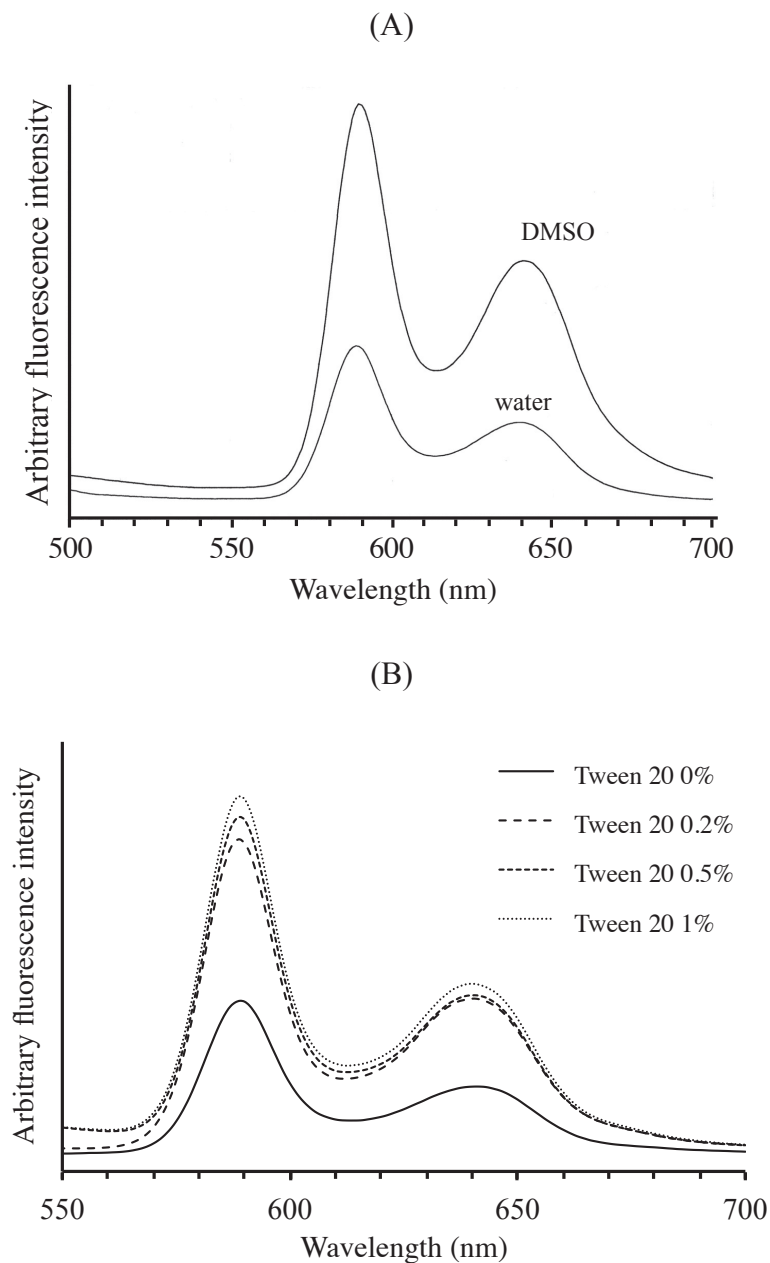 (A)
Arbitrary fluorescence intensity
DMSO
water
500 550 600 650 700
Wavelength (nm)
(B)
Arbitrary fluorescence intensity
Tween 20 0%
Tween 20 0.2%
Tween 20 0.5%
Tween 20 1%
550 600 650 700
Wavelength (nm)